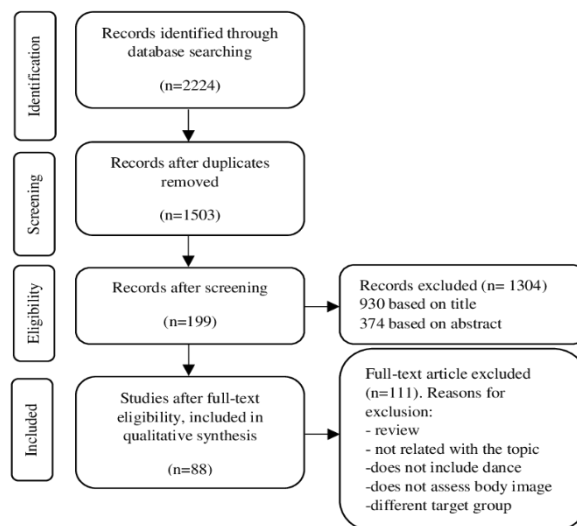 Identification
Records identified through
database searching
(n=2224)
Screening
Records after duplicates
removed
(n=1503)
Eligibility
Records after screening
(n=199)
Records excluded (n= 1304)
930 based on title
374 based on abstract
Included
Studies after full-text
eligibility, included in
qualitative synthesis
(n=88)
Full-text article excluded
(n=111). Reasons for
exclusion:
- review
- not related with the topic
-does not include dance
-does not assess body image
-different target group